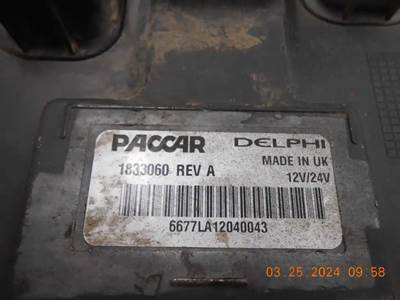 PACCAR DELPHI
1833060 REV A MADE IN UK
12V/24V
6677LA12040043
03.25 2024 09:58